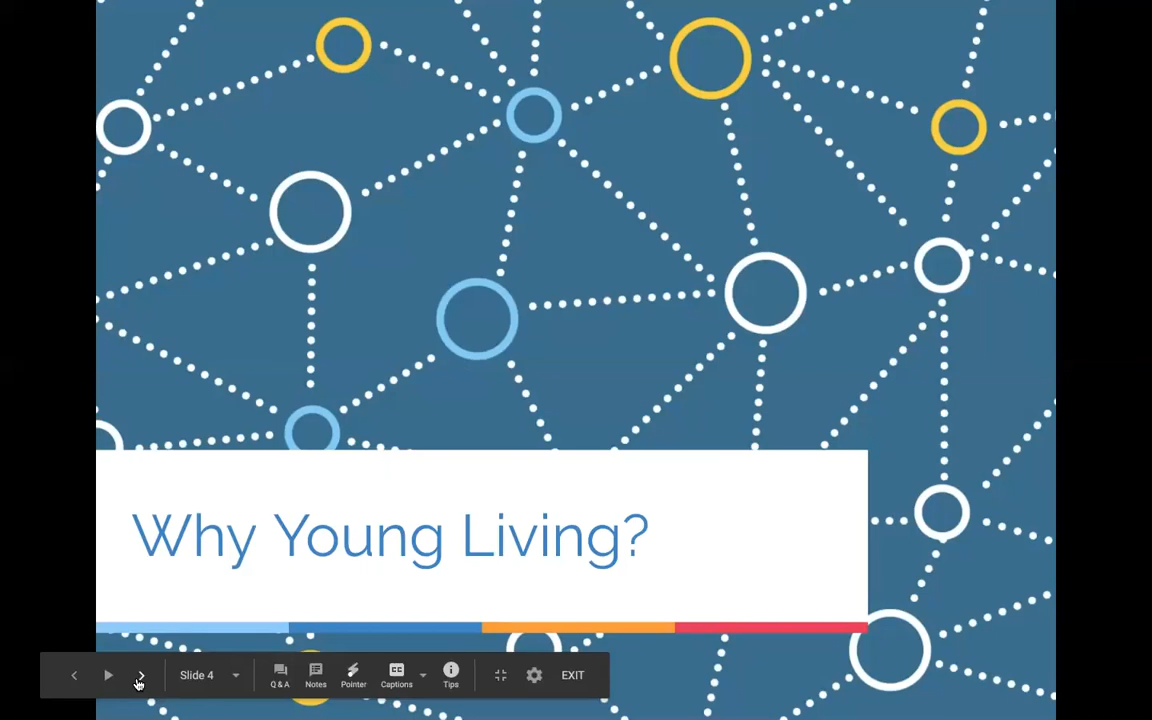 Why Young Living?
Slide 4
Q & A
Notes
Pointer
Captions
Tips
EXIT